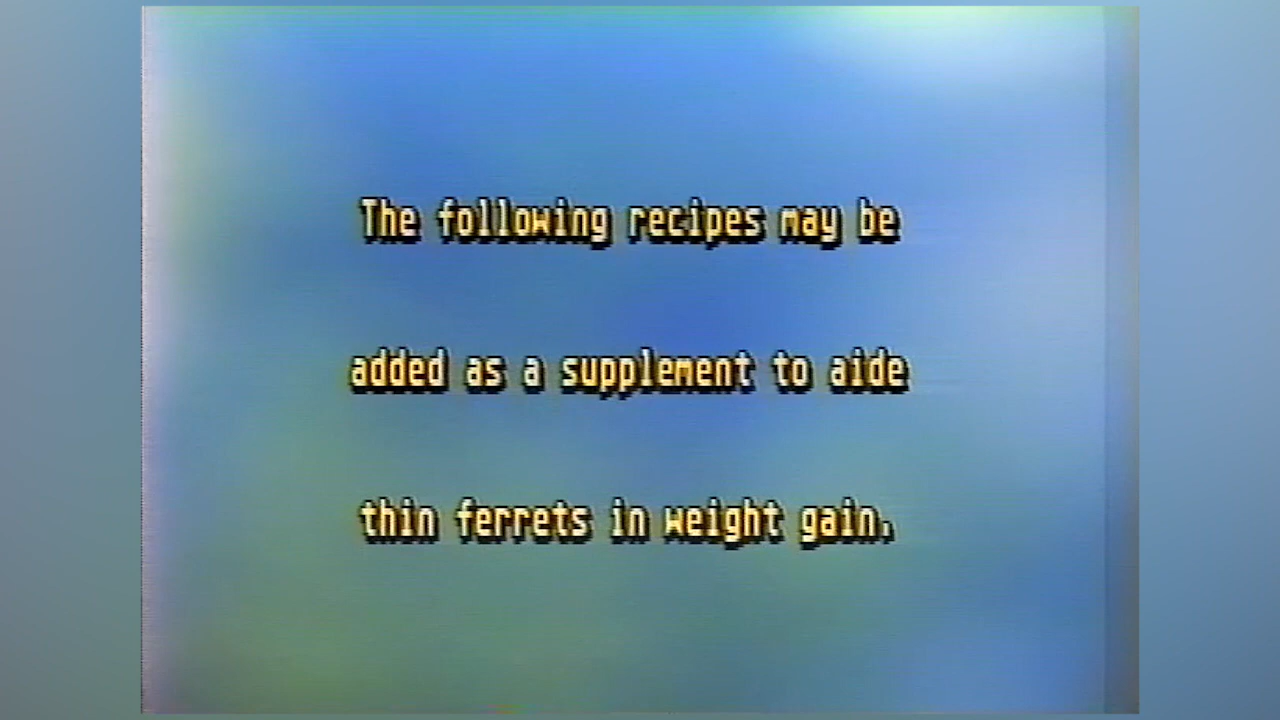 The following recipes may be
added as a supplement to aide
thin ferrets in weight gain.